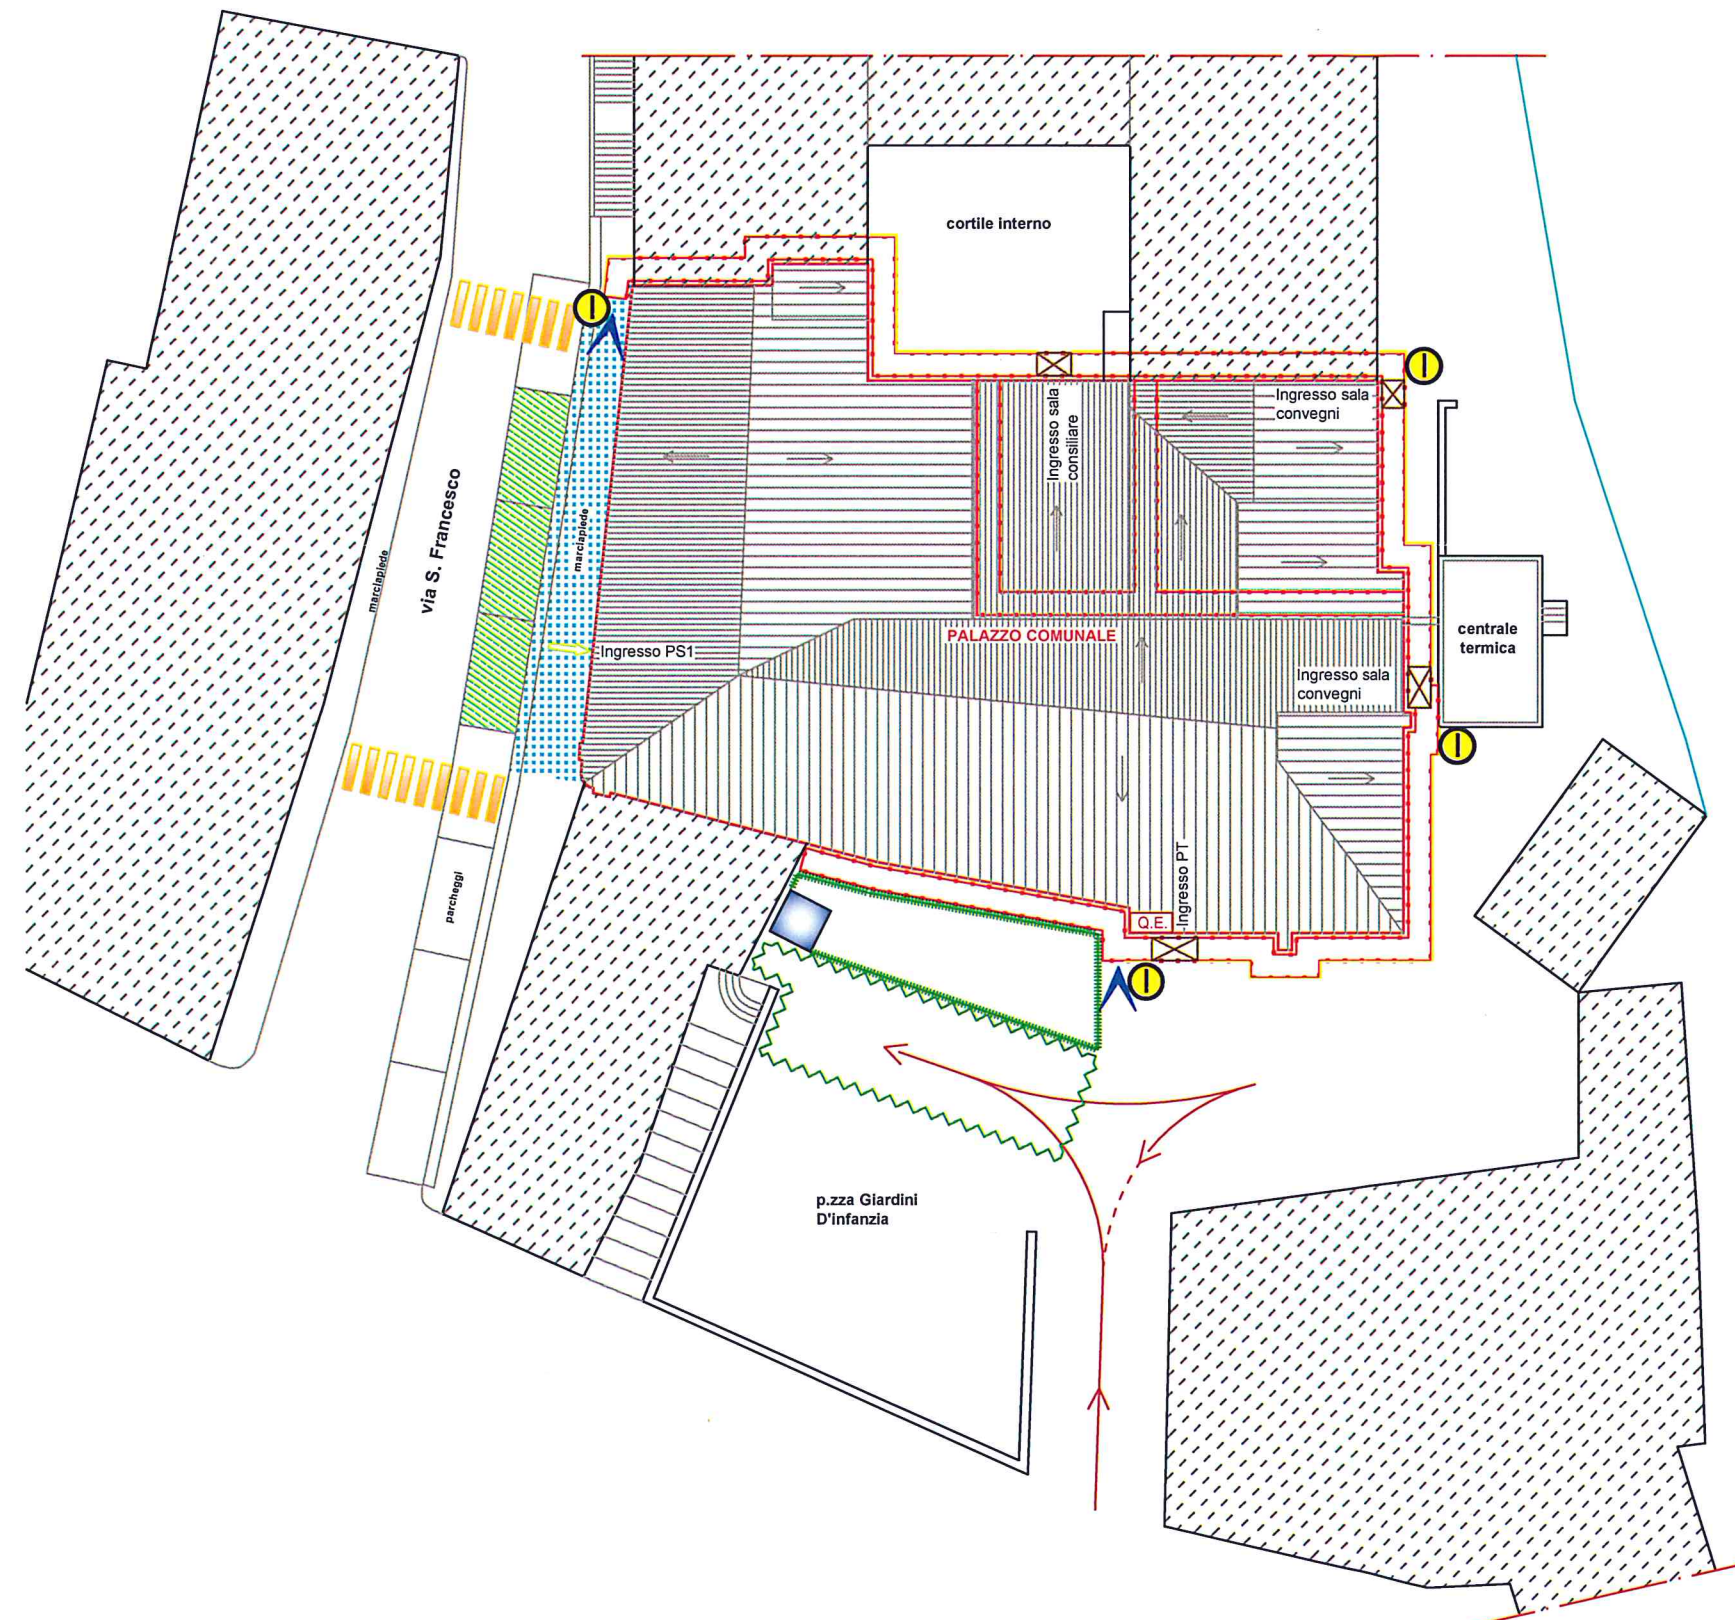 cortile interno
Ingresso sala
convegni
Ingresso sala
consiliare
via S. Francesco
marciapiede
marciapiede
Ingresso PS1
PALAZZO COMUNALE
centrale
termica
Ingresso sala
convegni
parcheggi
Ingresso PT
Q.E.
p.zza Giardini
D'infanzia